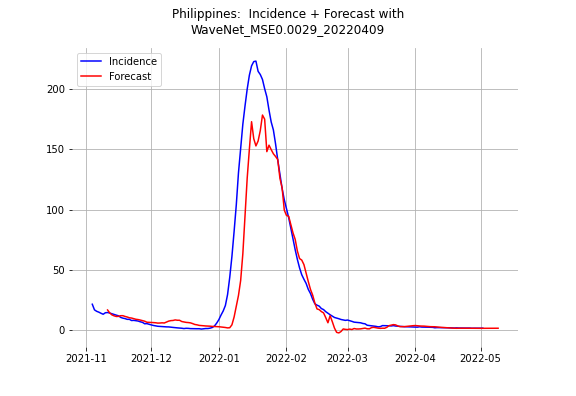 Philippines:  Incidence + Forecast with
WaveNet_MSE0.0029_20220409
Incidence
Forecast
200
150
100
50
0
2021-11 2021-12 2022-01 2022-02 2022-03 2022-04 2022-05